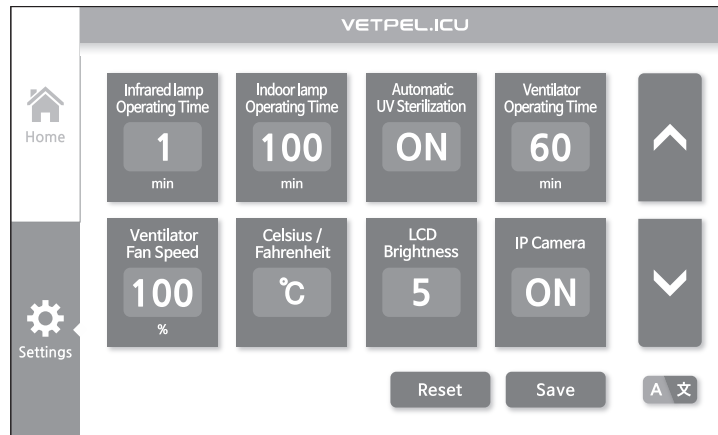 VETPEL.ICU
Home
Settings
Infrared lamp
Operating Time
1
min
Indoor lamp
Operating Time
100
min
Automatic
UV Sterilization
ON
Ventilator
Operating Time
60
min
Ventilator
Fan Speed
100
%
Celsius /
Fahrenheit
℃
LCD
Brightness
5
IP Camera
ON
Reset
Save
A 文